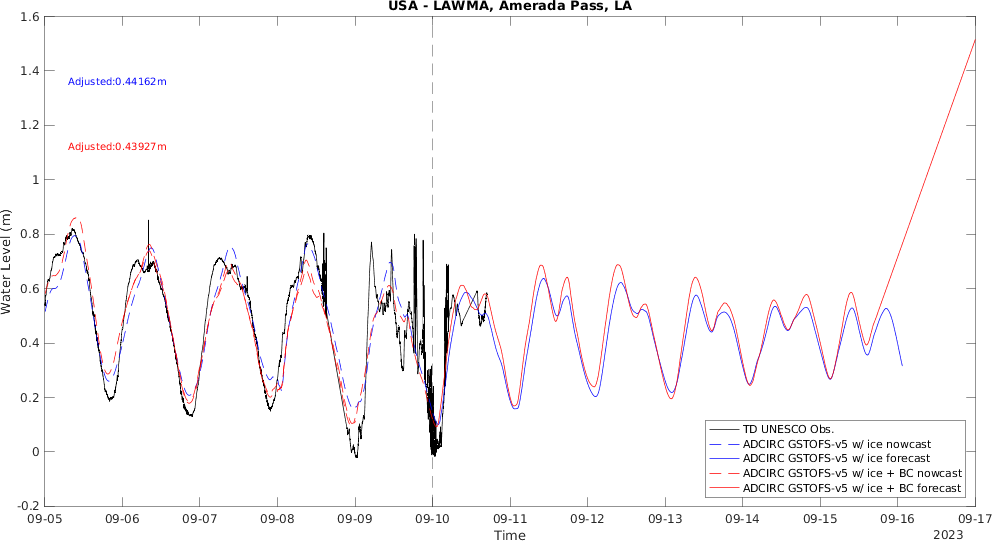 USA - LAWMA, Amerada Pass, LA
1.6
1.4
1.2
1
0.8
0.6
0.4
0.2
0
-0.2
Water Level (m)
Adjusted:0.44162m
Adjusted:0.43927m
TD UNESCO Obs.
ADCIRC GSTOFS-v5 w/ ice nowcast
ADCIRC GSTOFS-v5 w/ ice forecast
ADCIRC GSTOFS-v5 w/ ice + BC nowcast
ADCIRC GSTOFS-v5 w/ ice + BC forecast
09-05 09-06 09-07 09-08 09-09 09-10 09-11 09-12 09-13 09-14 09-15 09-16 09-17
Time
2023